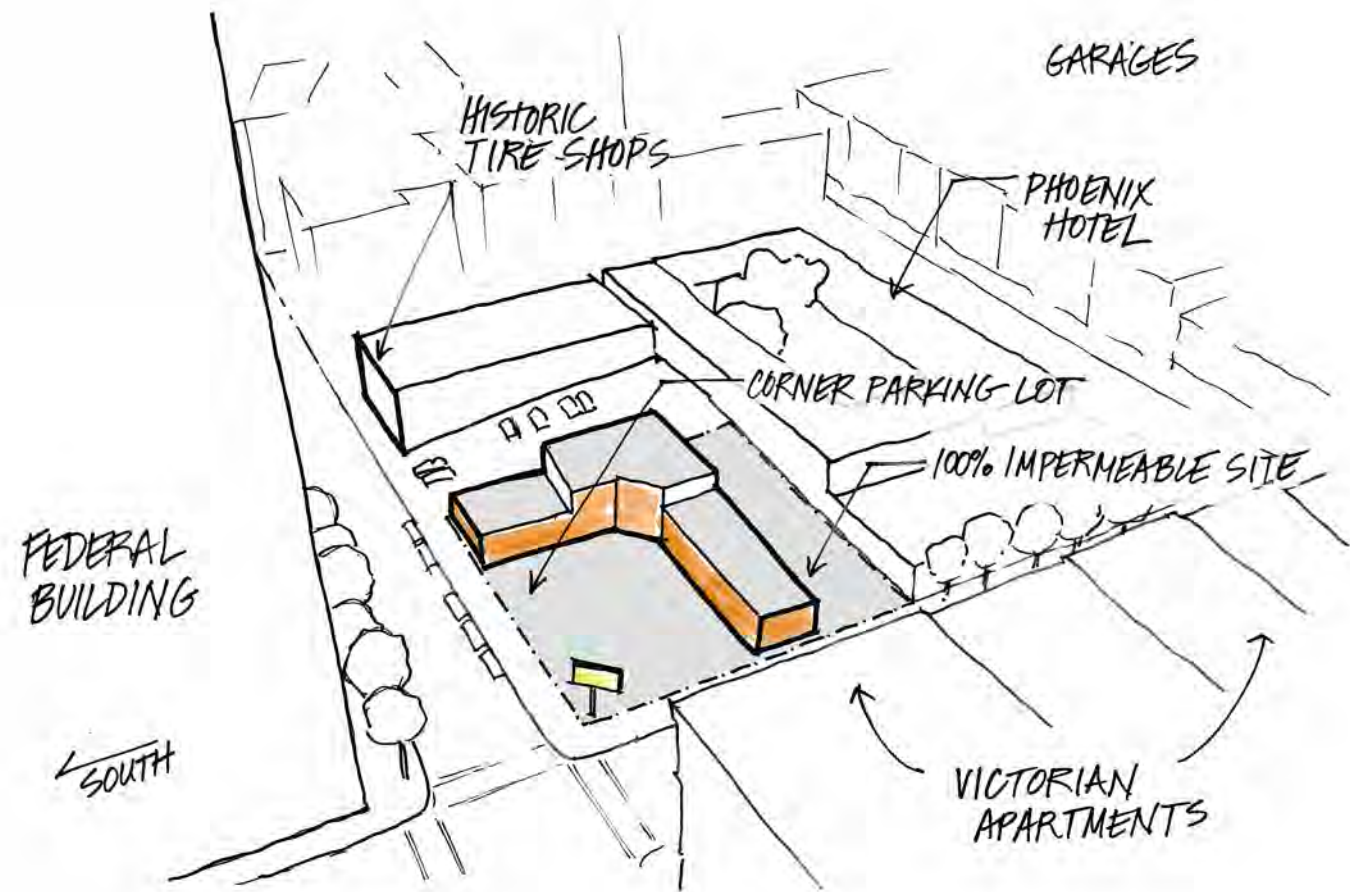 GARAGES
HISTORIC
TIRE SHOPS
PHOENIX
HOTEL
CORNER PARKING LOT
100% IMPERMEABLE SITE
FEDERAL
BUILDING
SOUTH
VICTORIAN
APARTMENTS